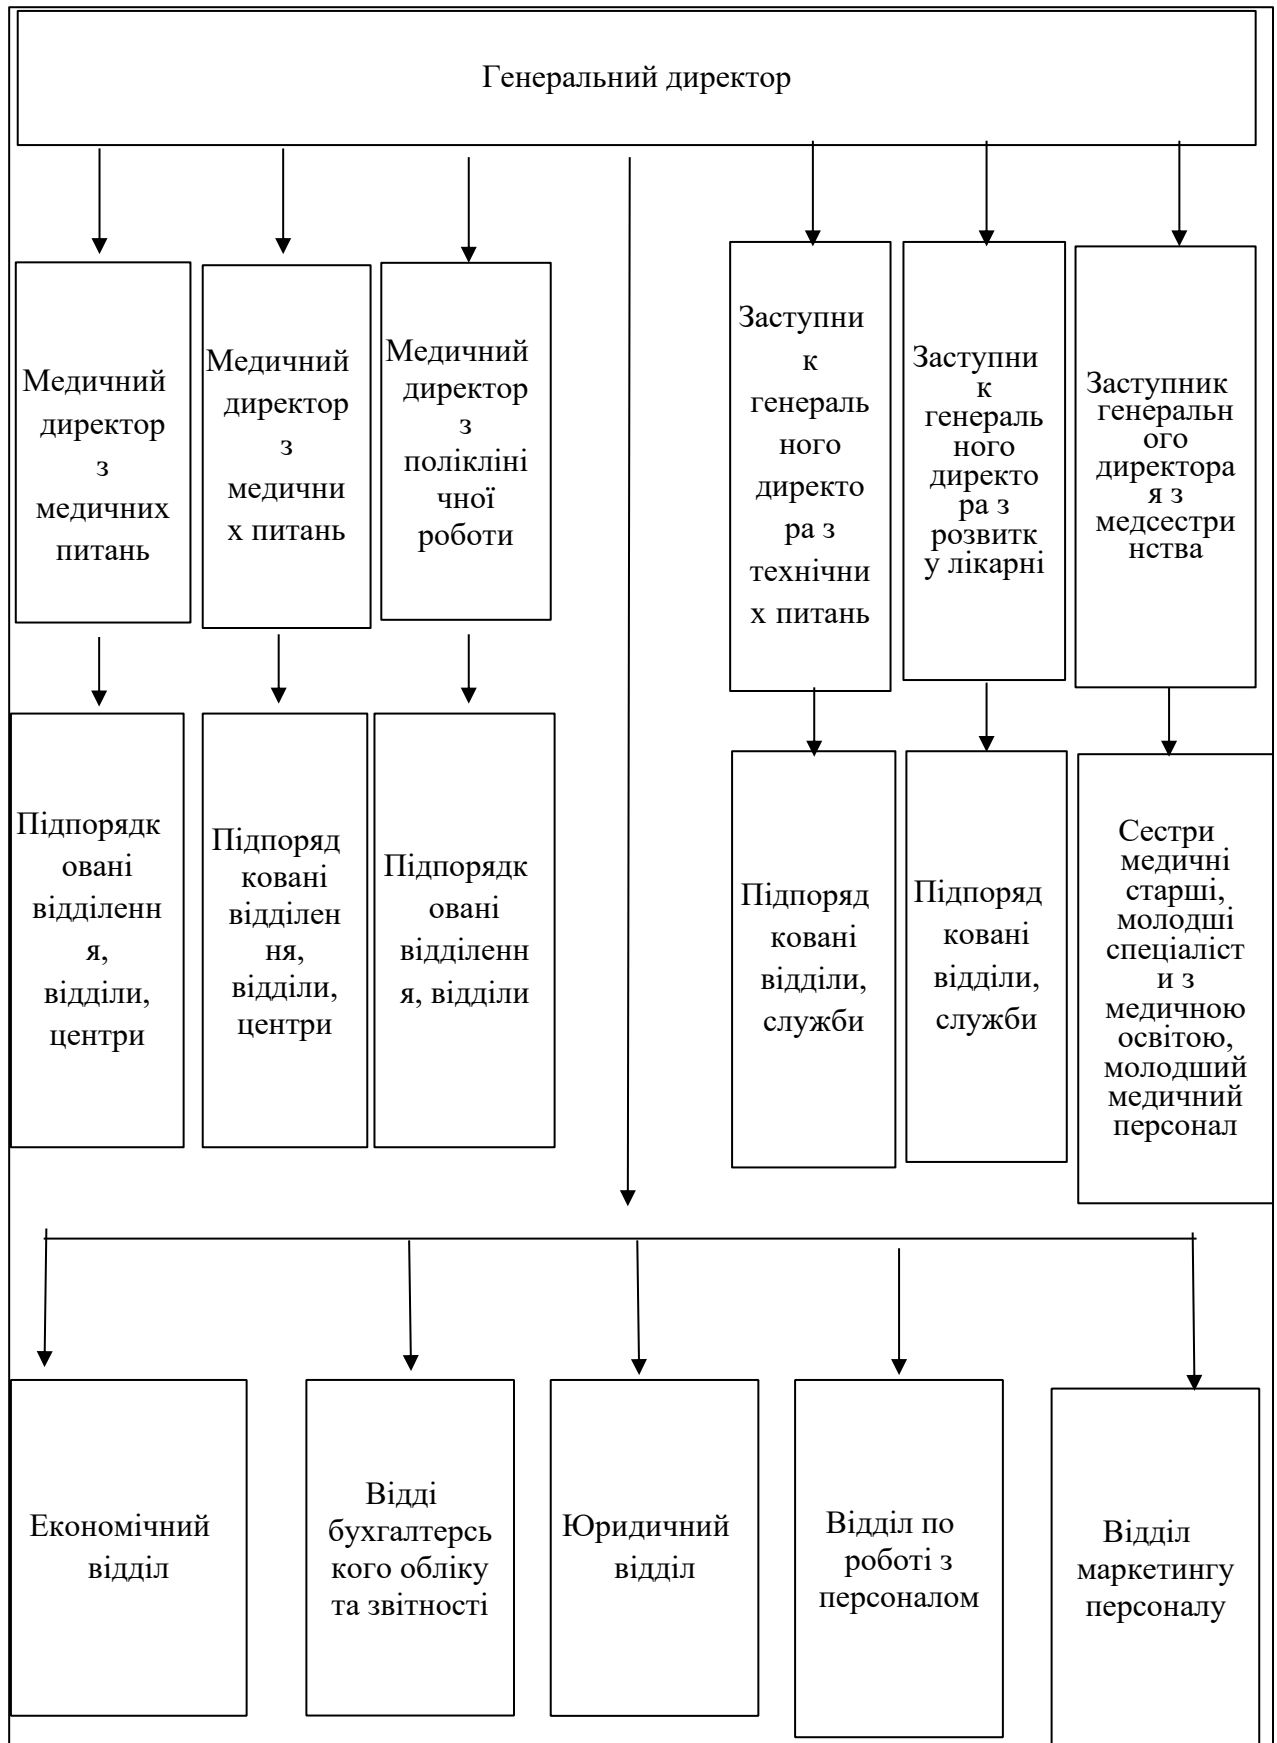 Генеральний директор
Медичний
директор
з
медичних
питань
Медичний
директор
з
медични
х питань
Медичний
директор
з
поліклiні
чної
роботи
Заступни
к
генераль
ного
директо
ра з
технічни
х питань
Заступни
к
генераль
ного
директо
ра з
розвитк
у лікарні
Заступник
генеральн
ого
директора
я з
медсестри
нства
Підпорядк
овані
відділенн
я,
відділи,
центри
Підпоряд
ковані
відділен
ня,
відділи,
центри
Підпорядк
овані
відділенн
я, відділи
Підпоряд
ковані
відділи,
служби
Підпоряд
ковані
відділи,
служби
Сестри
медичні
старші,
молодші
спеціаліст
и з
медичною
освітою,
молодший
медичний
персонал
Економічний
відділ
Відді
бухгалтерсь
кого обліку
та звітності
Юридичний
відділ
Відділ по
роботі з
персоналом
Відділ
маркетингу
персоналу